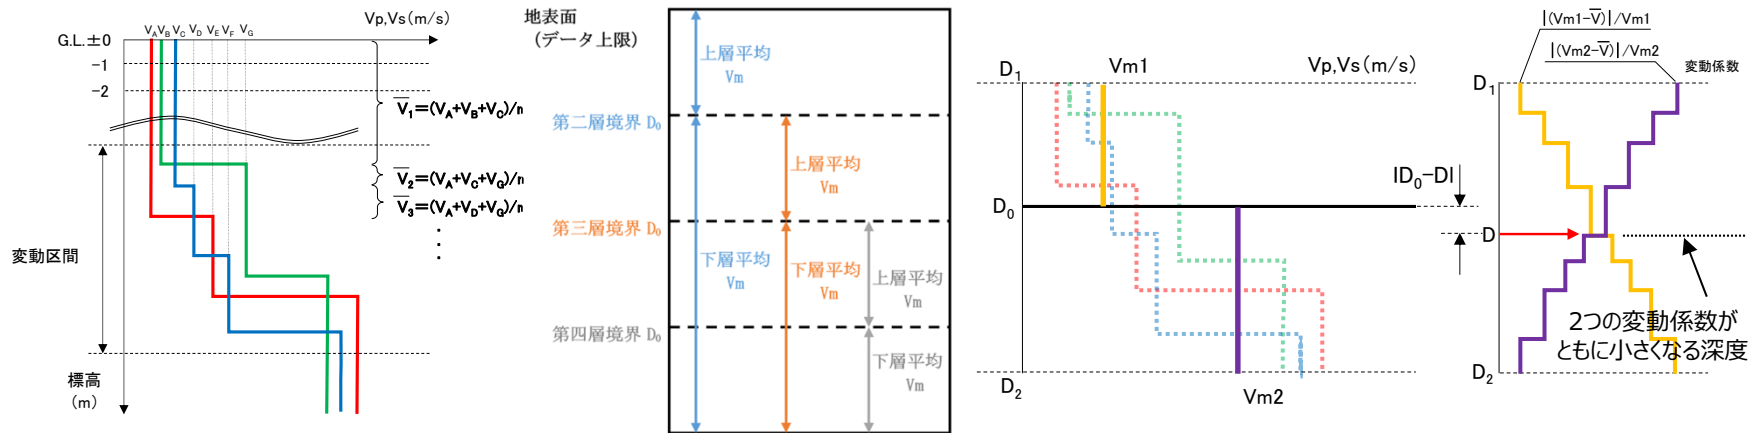 Vp,Vs(m/s)
VA VB VC VD VE VF VG
G.L.±0
-1
-2
V1=(VA+VB+VC)/n
V2=(VA+VC+VG)/n
V3=(VA+VD+VG)/n
変動区間
標高
(m)
地表面
(データ上限)
上層平均
Vm
第二層境界 D0
上層平均
Vm
第三層境界 D0
下層平均
Vm
下層平均
Vm
上層平均
Vm
第四層境界 D0
下層平均
Vm
D1
Vm1
Vp,Vs(m/s)
D0
D2
Vm2
|D0-D|
|(Vm1-V)|/Vm1
|(Vm2-V)|/Vm2
変動係数
D1
D
2つの変動係数が
ともに小さくなる深度
D2